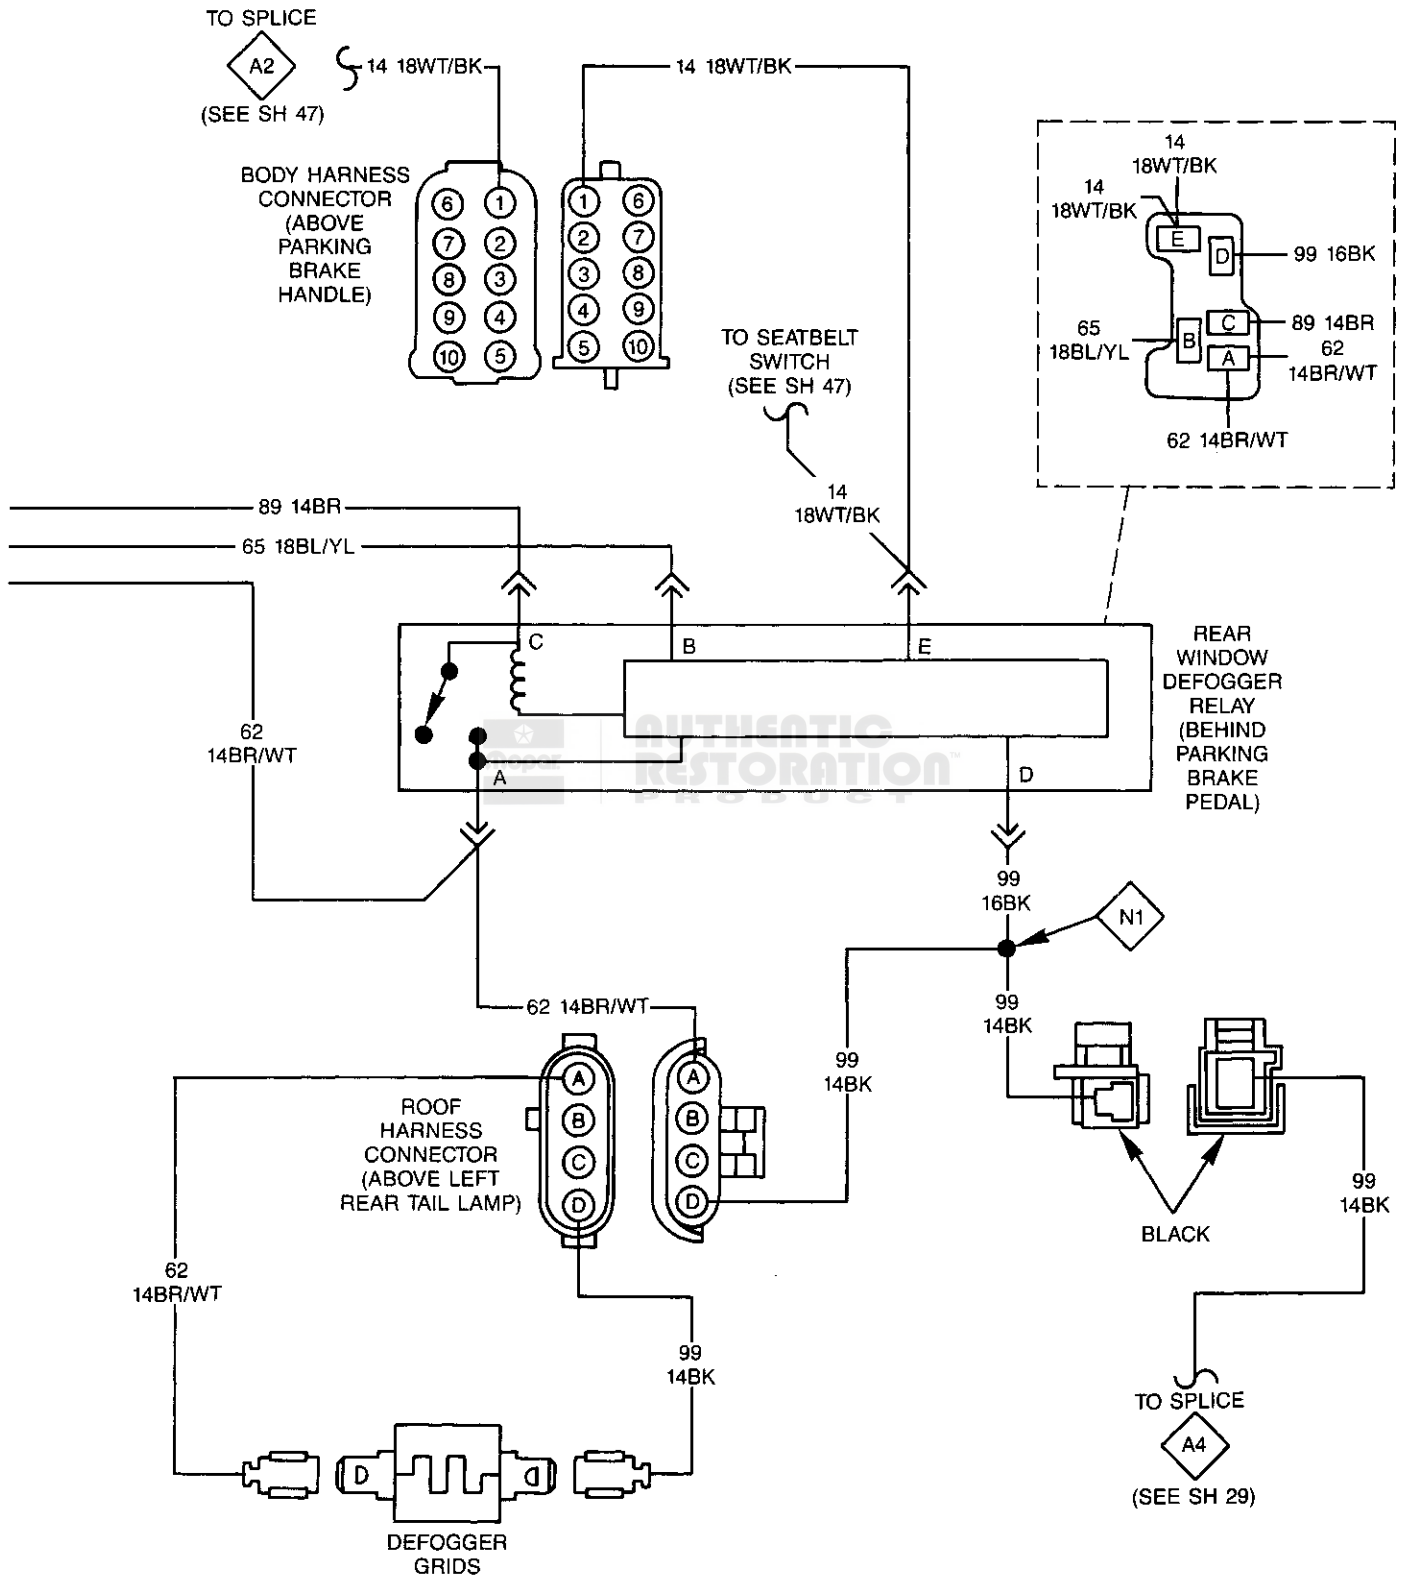 TO SPLICE
A2
(SEE SH 47)
14 18WT/BK
14 18WT/BK
BODY HARNESS
CONNECTOR
(ABOVE
PARKING
BRAKE
HANDLE)
6 1
7 2
8 3
9 4
10 5
1 6
2 7
3 8
4 9
5 10
14
18WT/BK
14
18WT/BK
E
D
99 16BK
C
89 14BR
65
18BL/YL
B
A
62
14BR/WT
62 14BR/WT
TO SEATBELT
SWITCH
(SEE SH 47)
14
18WT/BK
89 14BR
65 18BL/YL
C
B
E
REAR
WINDOW
DEFOGGER
RELAY
(BEHIND
PARKING
BRAKE
PEDAL)
62
14BR/WT
A
D
mopar
AUTHENTIC
RESTORATION™
PRODUCT
99
16BK
N1
62 14BR/WT
99
14BK
99
14BK
A
B
C
D
A
B
C
D
ROOF
HARNESS
CONNECTOR
(ABOVE LEFT
REAR TAIL LAMP)
BLACK
99
14BK
62
14BR/WT
99
14BK
TO SPLICE
A4
(SEE SH 29)
D D
DEFOGGER
GRIDS